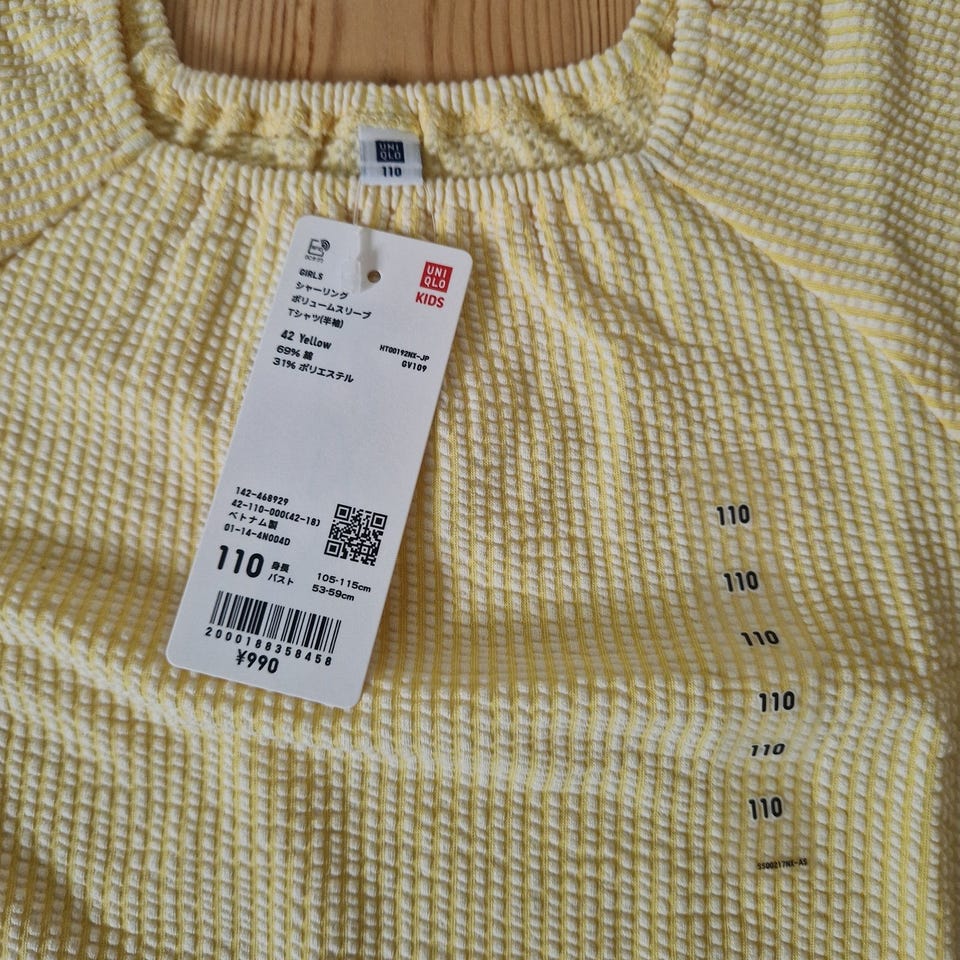 UNI
QLO
110
GIRLS
シャーリング
ボリュームスリーブ
Tシャツ(半袖)
42 Yellow
69% 綿
31% ポリエステル
UNI
QLO
KIDS
HT00192NX-JP
GV109
142-468929
42-110-000(42-18)
ベトナム製
01-14-4N004D
110 身長 105-115cm
バスト 53-59cm
2000188358458
¥990
110
110
110
110
110
110
SS00217NX-AS